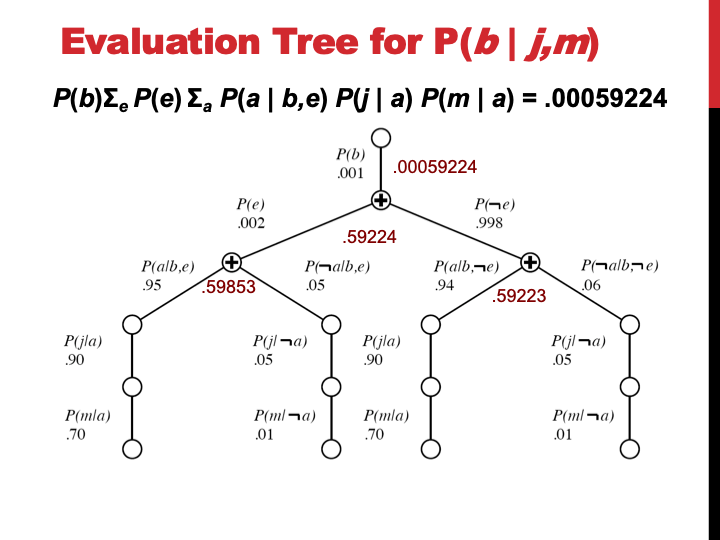 Evaluation Tree for P(b | j,m)
P(b)Σe P(e) Σa P(a | b,e) P(j | a) P(m | a) = .00059224
P(b)
.001
.00059224
P(e)
.002
P(¬e)
.998
.59224
P(a|b,e)
.95
.59853
P(¬a|b,e)
.05
P(a|b,¬e)
.94
.59223
P(¬a|b,¬e)
.06
P(j|a)
.90
P(j|¬a)
.05
P(j|a)
.90
P(j|¬a)
.05
P(m|a)
.70
P(m|¬a)
.01
P(m|a)
.70
P(m|¬a)
.01